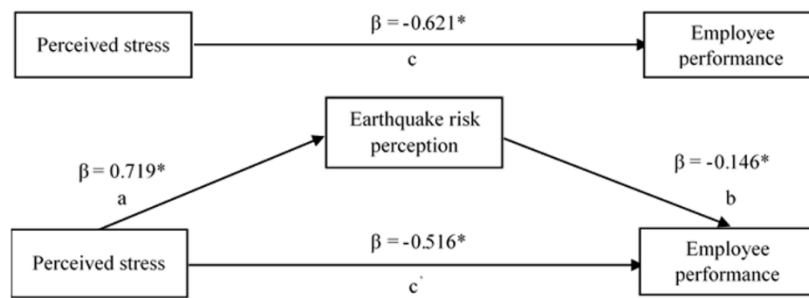 β = -0.621*
Perceived stress
c
Employee
performance
Earthquake risk
perception
β = 0.719*
a
β = -0.146*
b
Perceived stress
β = -0.516*
c`
Employee
performance